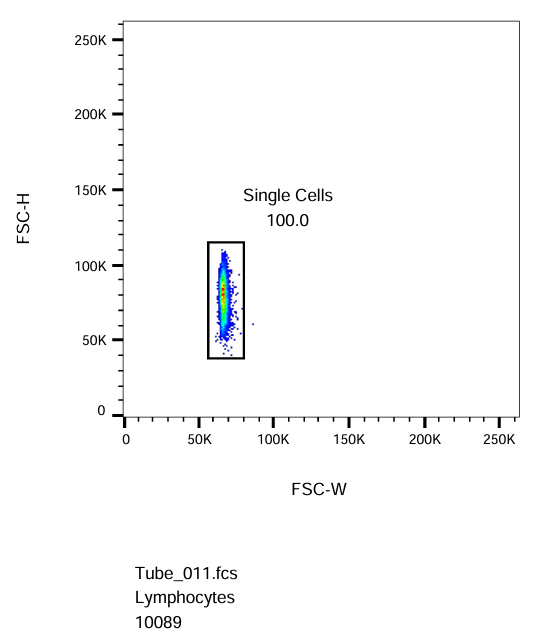 250K
200K
150K
100K
50K
0
FSC-H
Single Cells
100.0
0 50K 100K 150K 200K 250K
FSC-W
Tube_011.fcs
Lymphocytes
10089